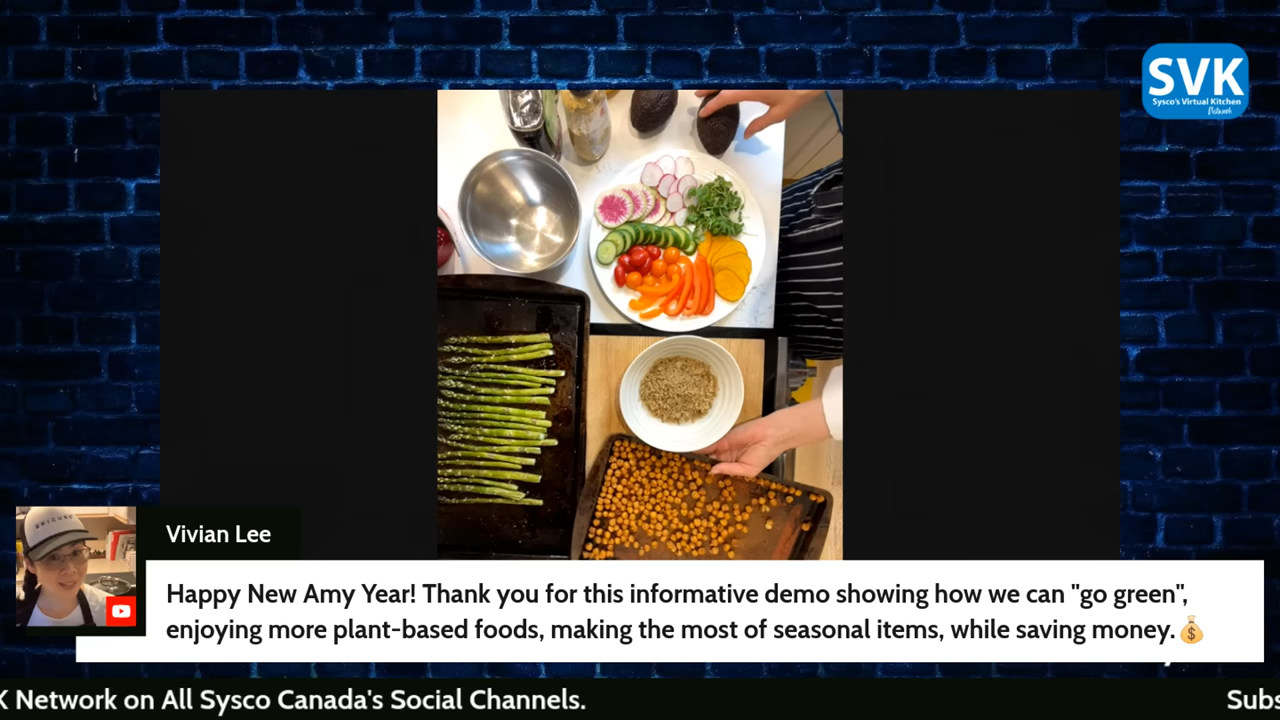 SVK
Sysco's Virtual Kitchen
Network
EPICURE
Vivian Lee
Happy New Amy Year! Thank you for this informative demo showing how we can "go green",
enjoying more plant-based foods, making the most of seasonal items, while saving money.💰
K Network on All Sysco Canada's Social Channels.
Subs